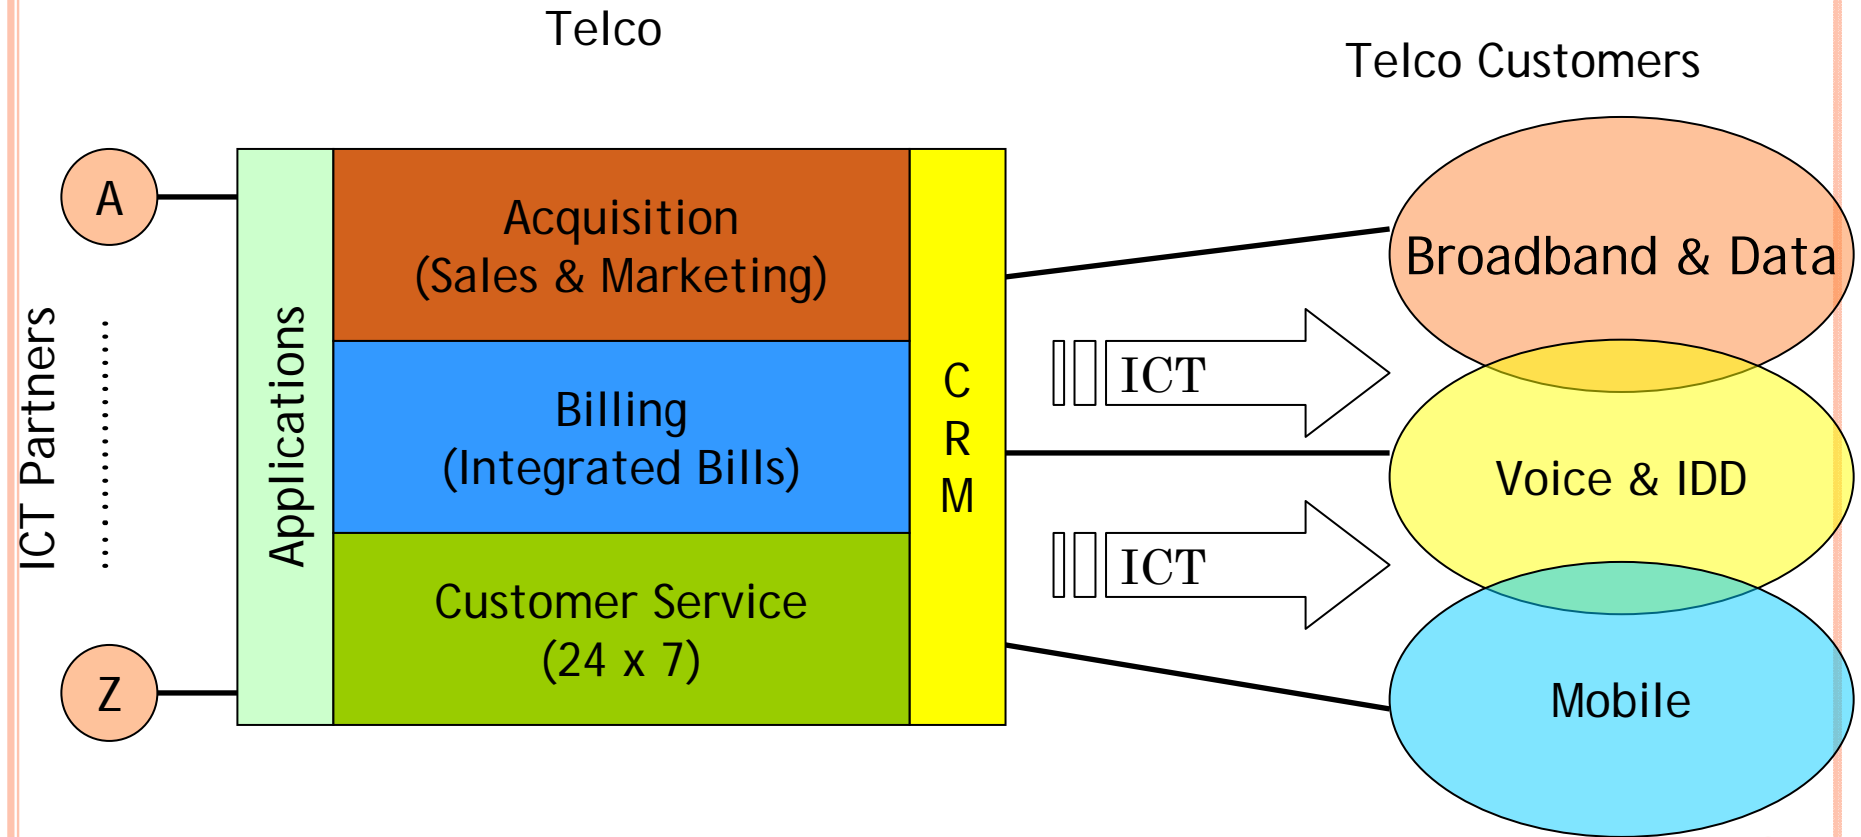 Telco
Telco Customers
ICT Partners
A
Z
Applications
Acquisition
(Sales & Marketing)
Billing
(Integrated Bills)
Customer Service
(24 x 7)
C
R
M
ICT
ICT
Broadband & Data
Voice & IDD
Mobile